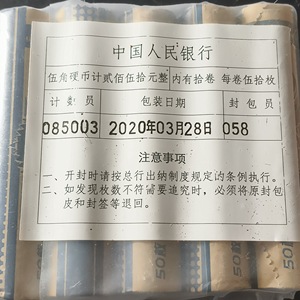 中国人民银行
伍角硬币计贰佰伍拾元整 内有拾卷 每卷伍拾枚
计数员 包装日期 封包员
085003 2020年03月28日 058
注意事项
一、开封时请按总行出纳制度规定的条例执行。
二、如发现枚数不符需要追究时，必须将原封包
皮和封签等退回。